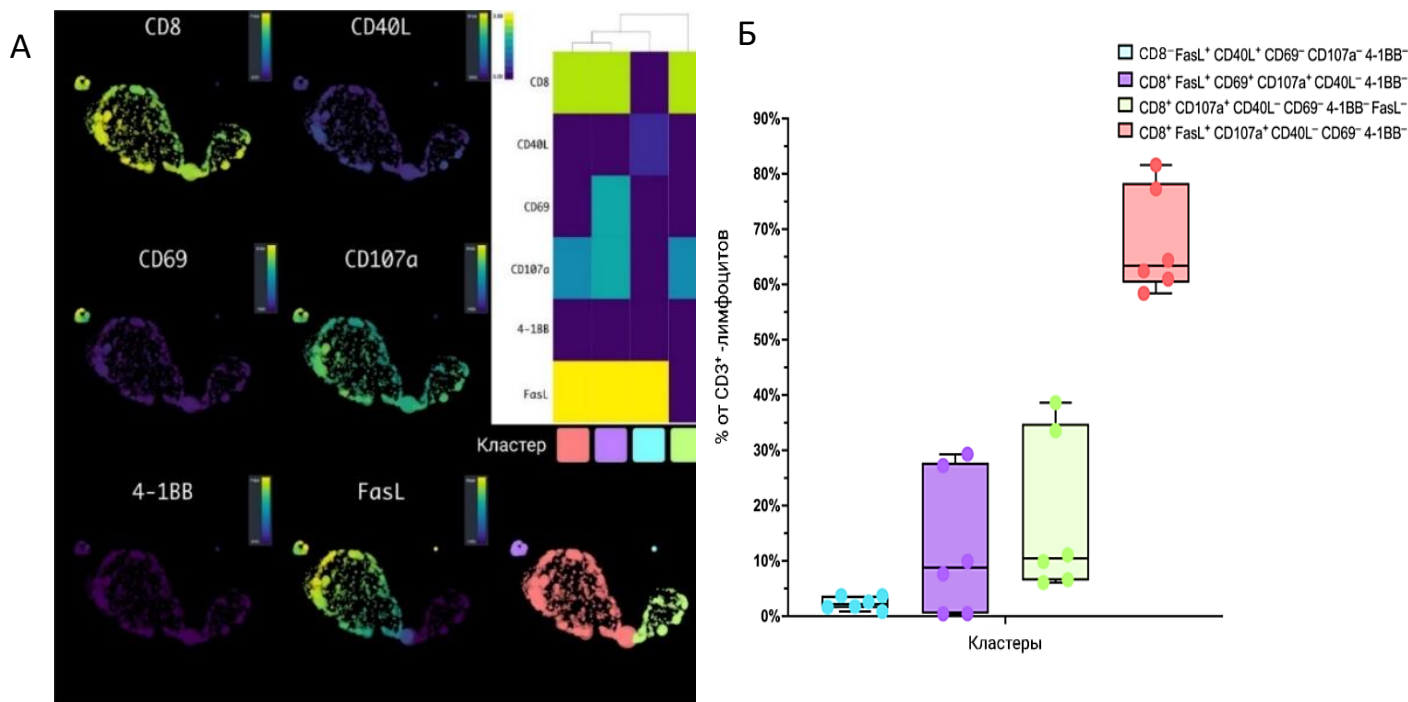 А
CD8
CD40L
CD8
CD40L
CD69
CD107a
4-1BB
FasL
CD69
CD107a
Кластер
4-1BB
FasL
Б
CD8⁻ FasL⁺ CD40L⁺ CD69⁻ CD107a⁻ 4-1BB⁻
CD8⁺ FasL⁺ CD69⁺ CD107a⁺ CD40L⁻ 4-1BB⁻
CD8⁺ CD107a⁺ CD40L⁻ CD69⁻ 4-1BB⁻ FasL⁻
CD8⁺ FasL⁺ CD107a⁺ CD40L⁻ CD69⁻ 4-1BB⁻
90%
80%
70%
60%
50%
40%
30%
20%
10%
0%
% от CD3⁺-лимфоцитов
Кластеры